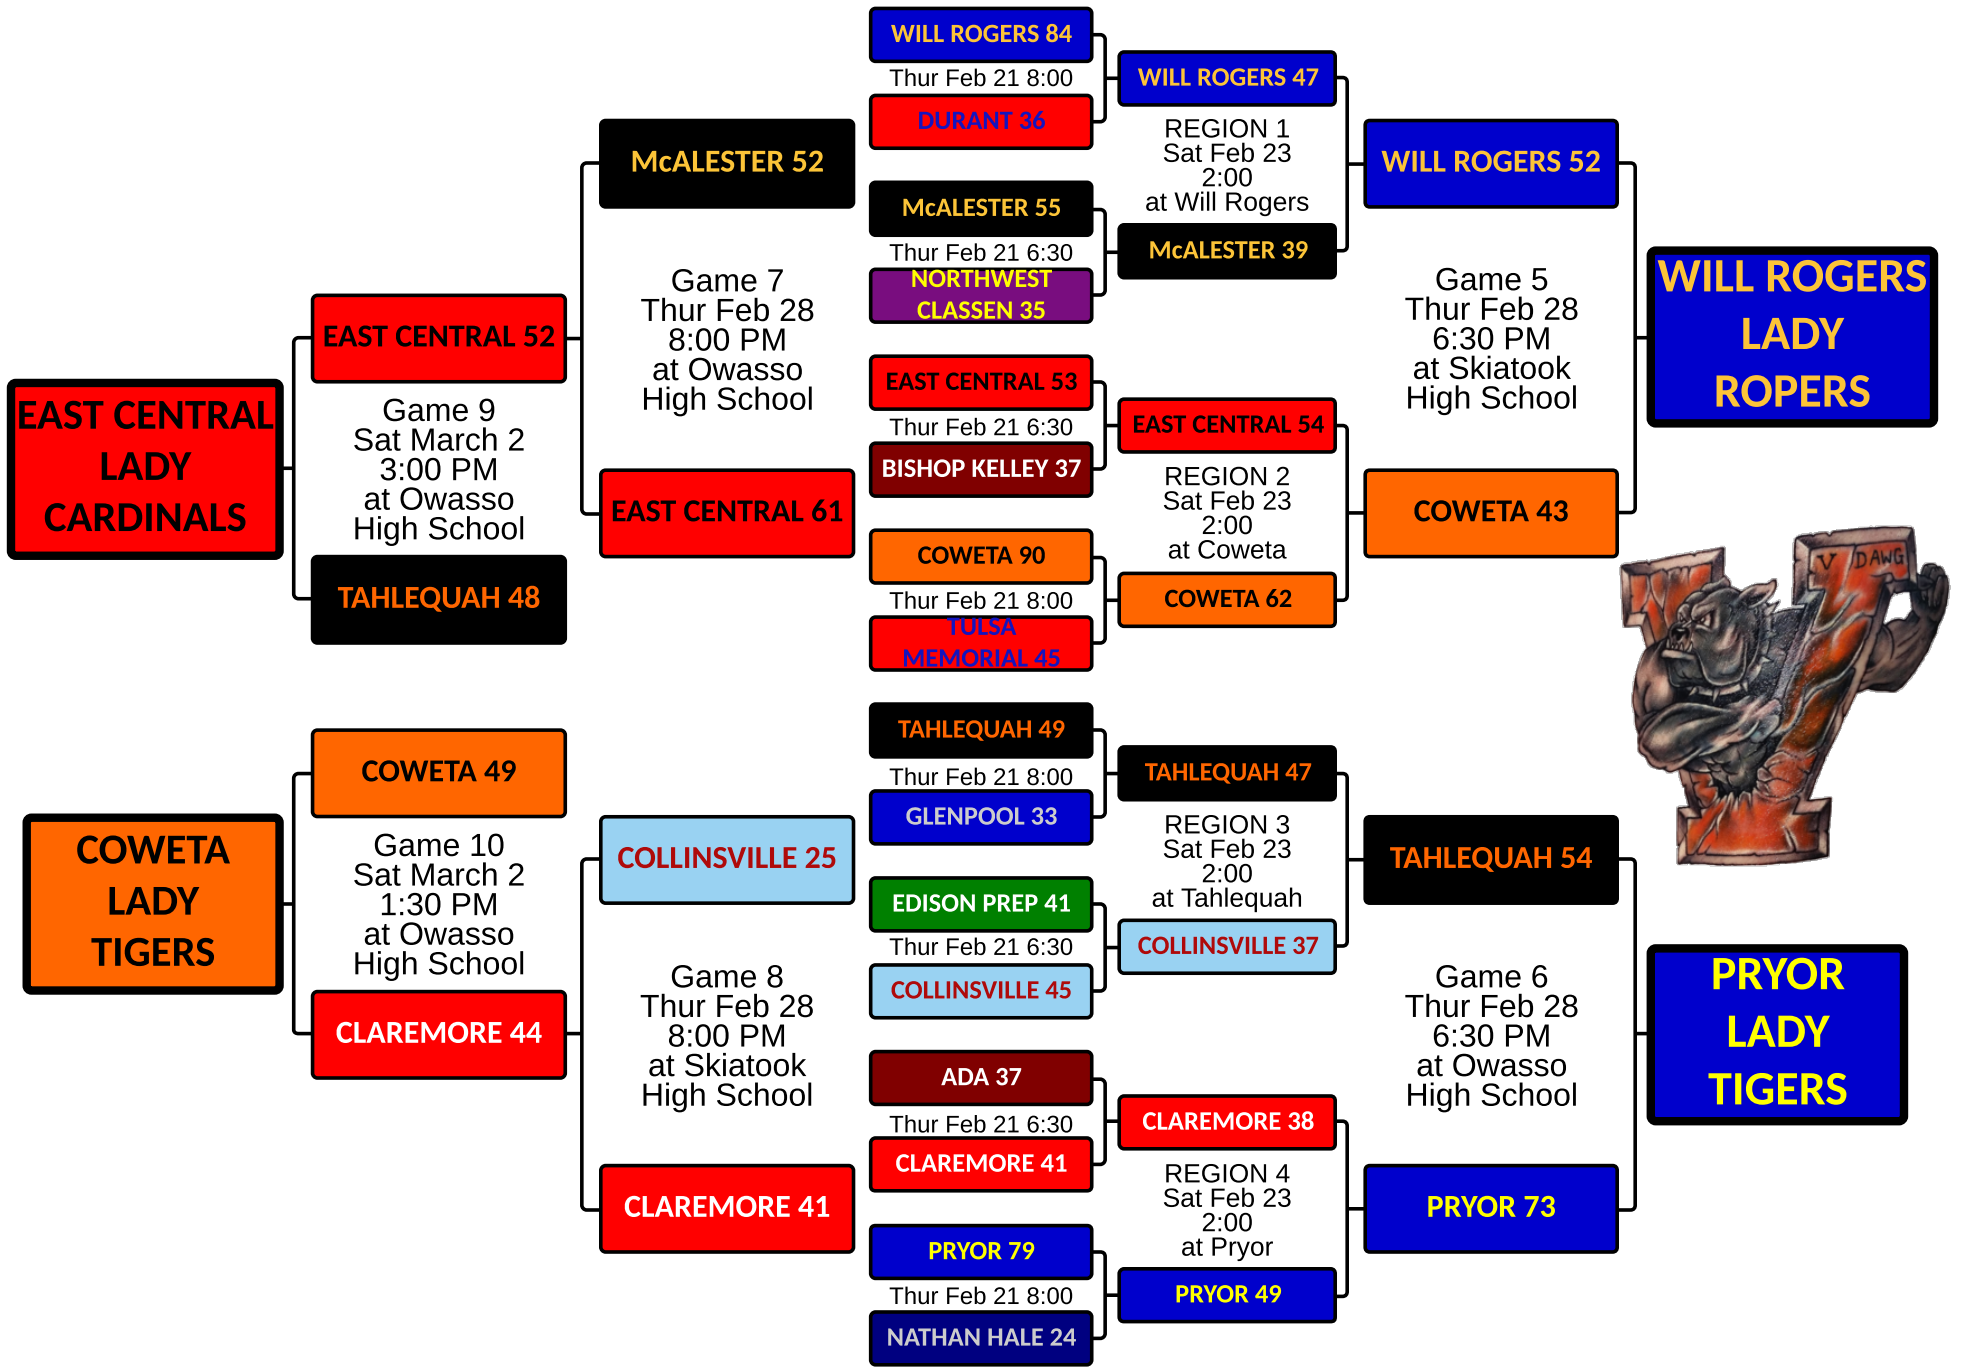 WILL ROGERS 84
Thur Feb 21 8:00
DURANT 36
McALESTER 55
Thur Feb 21 6:30
NORTHWEST
CLASSEN 35
EAST CENTRAL 53
Thur Feb 21 6:30
BISHOP KELLEY 37
COWETA 90
Thur Feb 21 8:00
TULSA
MEMORIAL 45
TAHLEQUAH 49
Thur Feb 21 8:00
GLENPOOL 33
EDISON PREP 41
Thur Feb 21 6:30
COLLINSVILLE 45
ADA 37
Thur Feb 21 6:30
CLAREMORE 41
PRYOR 79
Thur Feb 21 8:00
NATHAN HALE 24
WILL ROGERS 47
REGION 1
Sat Feb 23
2:00
at Will Rogers
McALESTER 39
EAST CENTRAL 54
REGION 2
Sat Feb 23
2:00
at Coweta
COWETA 62
TAHLEQUAH 47
REGION 3
Sat Feb 23
2:00
at Tahlequah
COLLINSVILLE 37
CLAREMORE 38
REGION 4
Sat Feb 23
2:00
at Pryor
PRYOR 49
WILL ROGERS 52
Game 5
Thur Feb 28
6:30 PM
at Skiatook
High School
COWETA 43
TAHLEQUAH 54
Game 6
Thur Feb 28
6:30 PM
at Owasso
High School
PRYOR 73
WILL ROGERS
LADY
ROPERS
V DAWG
PRYOR
LADY
TIGERS
McALESTER 52
Game 7
Thur Feb 28
8:00 PM
at Owasso
High School
EAST CENTRAL 61
COLLINSVILLE 25
Game 8
Thur Feb 28
8:00 PM
at Skiatook
High School
CLAREMORE 41
EAST CENTRAL 52
Game 9
Sat March 2
3:00 PM
at Owasso
High School
TAHLEQUAH 48
COWETA 49
Game 10
Sat March 2
1:30 PM
at Owasso
High School
CLAREMORE 44
EAST CENTRAL
LADY
CARDINALS
COWETA
LADY
TIGERS